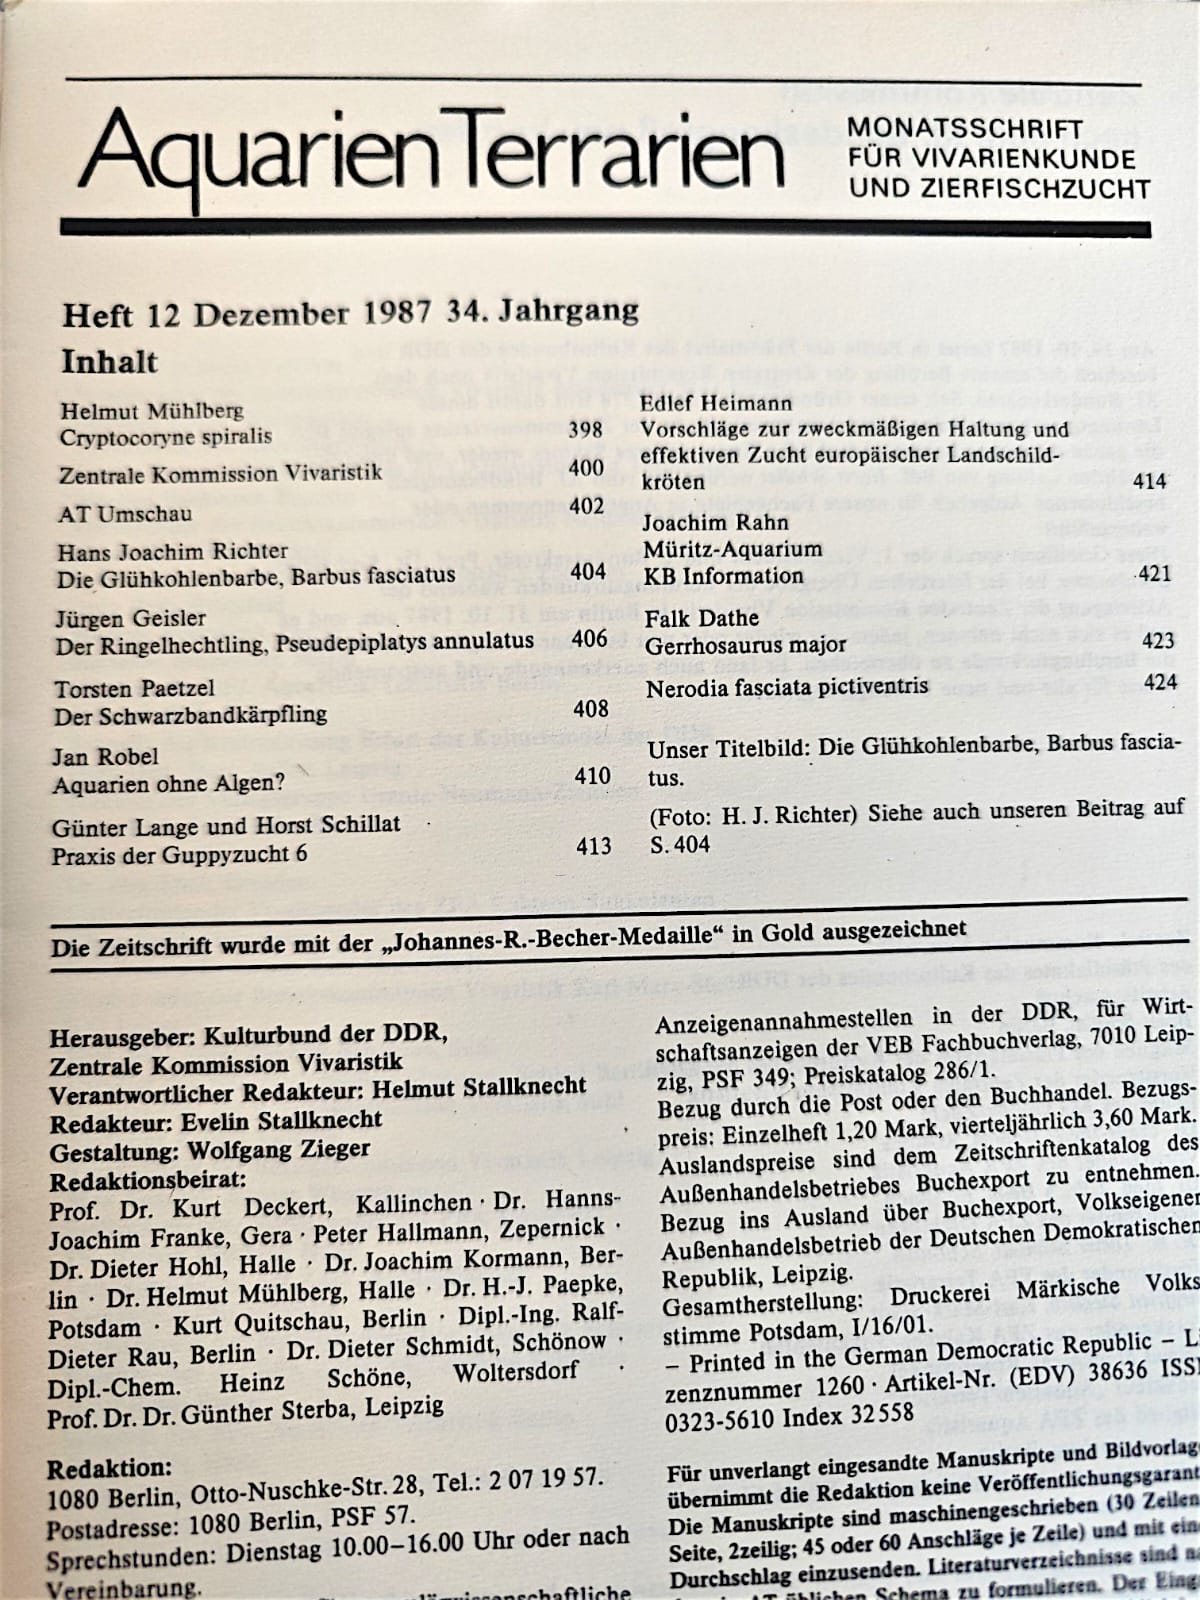 Aquarien Terrarien
MONATSSCHRIFT
FÜR VIVARIENKUNDE
UND ZIERFISCHZUCHT
Heft 12 Dezember 1987 34. Jahrgang
Inhalt
Helmut Mühlberg
Cryptocoryne spiralis 398
Zentrale Kommission Vivaristik 400
AT Umschau 402
Hans Joachim Richter
Die Glühkohlenbarbe, Barbus fasciatus 404
Jürgen Geisler
Der Ringelhechtling, Pseudepiplatys annulatus 406
Torsten Paetzel
Der Schwarzbandkärpfling 408
Jan Robel
Aquarien ohne Algen? 410
Günter Lange und Horst Schillat
Praxis der Guppyzucht 6 413
Edlef Heimann
Vorschläge zur zweckmäßigen Haltung und
effektiven Zucht europäischer Landschild-
kröten 414
Joachim Rahn
Müritz-Aquarium
KB Information 421
Falk Dathe
Gerrhosaurus major 423
Nerodia fasciata pictiventris 424
Unser Titelbild: Die Glühkohlenbarbe, Barbus fascia-
tus.
(Foto: H. J. Richter) Siehe auch unseren Beitrag auf
S. 404
Die Zeitschrift wurde mit der „Johannes-R.-Becher-Medaille“ in Gold ausgezeichnet
Herausgeber: Kulturbund der DDR,
Zentrale Kommission Vivaristik
Verantwortlicher Redakteur: Helmut Stallknecht
Redakteur: Evelin Stallknecht
Gestaltung: Wolfgang Zieger
Redaktionsbeirat:
Prof. Dr. Kurt Deckert, Kallinchen · Dr. Hanns-
Joachim Franke, Gera · Peter Hallmann, Zepernick ·
Dr. Dieter Hohl, Halle · Dr. Joachim Kormann, Ber-
lin · Dr. Helmut Mühlberg, Halle · Dr. H.-J. Paepke,
Potsdam · Kurt Quitschau, Berlin · Dipl.-Ing. Ralf-
Dieter Rau, Berlin · Dr. Dieter Schmidt, Schönow ·
Dipl.-Chem. Heinz Schöne, Woltersdorf ·
Prof. Dr. Dr. Günther Sterba, Leipzig
Redaktion:
1080 Berlin, Otto-Nuschke-Str. 28, Tel.: 2 07 19 57.
Postadresse: 1080 Berlin, PSF 57.
Sprechstunden: Dienstag 10.00–16.00 Uhr oder nach
Vereinbarung.
Anzeigenannahmestellen in der DDR, für Wirt-
schaftsanzeigen der VEB Fachbuchverlag, 7010 Leip-
zig, PSF 349; Preiskatalog 286/1.
Bezug durch die Post oder den Buchhandel. Bezugs-
preis: Einzelheft 1,20 Mark, vierteljährlich 3,60 Mark.
Auslandspreise sind dem Zeitschriftenkatalog des
Außenhandelsbetriebes Buchexport zu entnehmen.
Bezug ins Ausland über Buchexport, Volkseigener
Außenhandelsbetrieb der Deutschen Demokratischen
Republik, Leipzig.
Gesamtherstellung: Druckerei Märkische Volks
stimme Potsdam, I/16/01.
– Printed in the German Democratic Republic – Li
zenznummer 1260 · Artikel-Nr. (EDV) 38636 ISS
0323-5610 Index 32 558
Für unverlangt eingesandte Manuskripte und Bildvorlag
übernimmt die Redaktion keine Veröffentlichungsgarant
Die Manuskripte sind maschinengeschrieben (30 Zeilen
Seite, 2zeilig; 45 oder 60 Anschläge je Zeile) und mit ein
Durchschlag einzusenden. Literaturverzeichnisse sind n
üblichen Schema zu formulieren. Der Eing